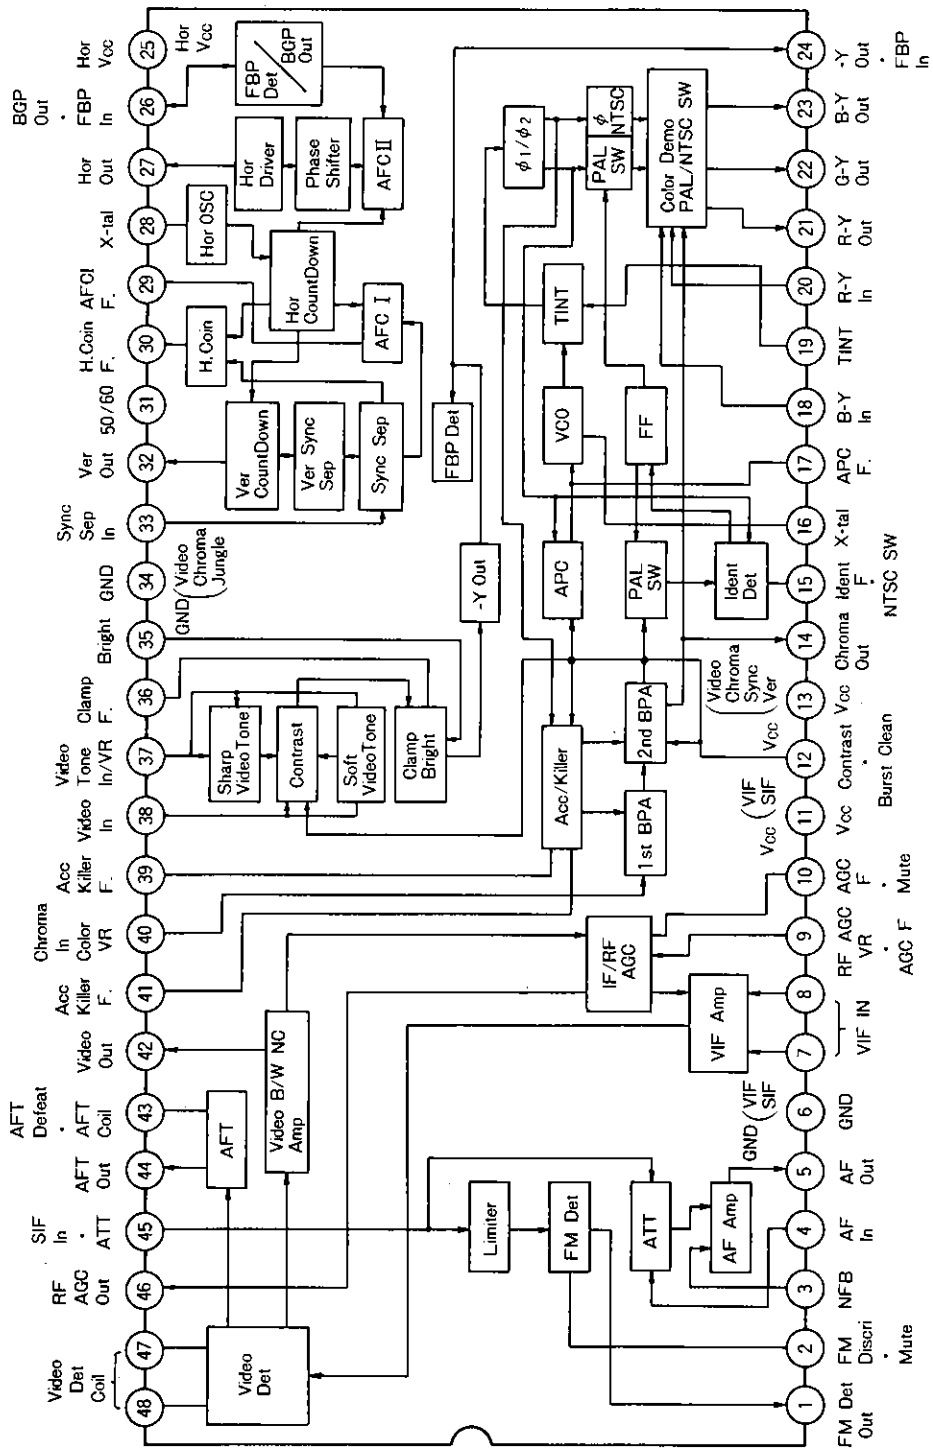 Video
Det
Coil
RF
AGC
Out
SIF
In
·
ATT
AFT
Out
AFT
Defeat
·
AFT
Coil
Video
Out
Acc
Killer
F.
Chroma
In
Color
VR
Acc
Killer
F.
Video
In
Video
Tone
In/VR
Clamp
F.
Bright
GND
Sync
Sep
In
Ver
Out
50/60
H.Coin
F.
AFCI
F.
X-tal
Hor
Out
BGP
Out
·
FBP
In
Hor
Vcc
48
47
46
45
44
43
42
41
40
39
38
37
36
35
34
33
32
31
30
29
28
27
26
25
GND (Video
Chroma
Jungle
Hor
Vcc
Video
Det
AFT
Video B/W NC
Amp
Sharp
Video Tone
Contrast
Soft
Video Tone
Clamp
Bright
Ver
CountDown
Ver Sync
Sep
Sync Sep
H.Coin
Hor OSC
Hor
CountDown
AFC I
Hor
Driver
Phase
Shifter
AFC II
FBP
Det
BGP
Out
-Y Out
FBP Det
Limiter
FM Det
ATT
AF Amp
IF/RF
AGC
VIF Amp
Acc/Killer
1st BPA
2nd BPA
APC
PAL
SW
Ident
Det
VCO
FF
TINT
ϕ1/ϕ2
PAL
SW
ϕ
NTSC
Color Demo
PAL/NTSC SW
GND (VIF
SIF
Vcc (VIF
SIF
Vcc (Video
Chroma
Sync
Ver
1
2
3
4
5
6
7
8
9
10
11
12
13
14
15
16
17
18
19
20
21
22
23
24
FM Det
Out
FM
Discri
·
Mute
NFB
AF
In
AF
Out
GND
VIF IN
RF AGC
VR
·
AGC F
AGC
F
·
Mute
Vcc
Contrast
·
Burst Clean
Vcc
Chroma
Out
Ident
F
·
NTSC SW
X-tal
APC
F.
B-Y
In
TINT
R-Y
In
R-Y
Out
G-Y
Out
B-Y
Out
-Y
Out
·
FBP
In